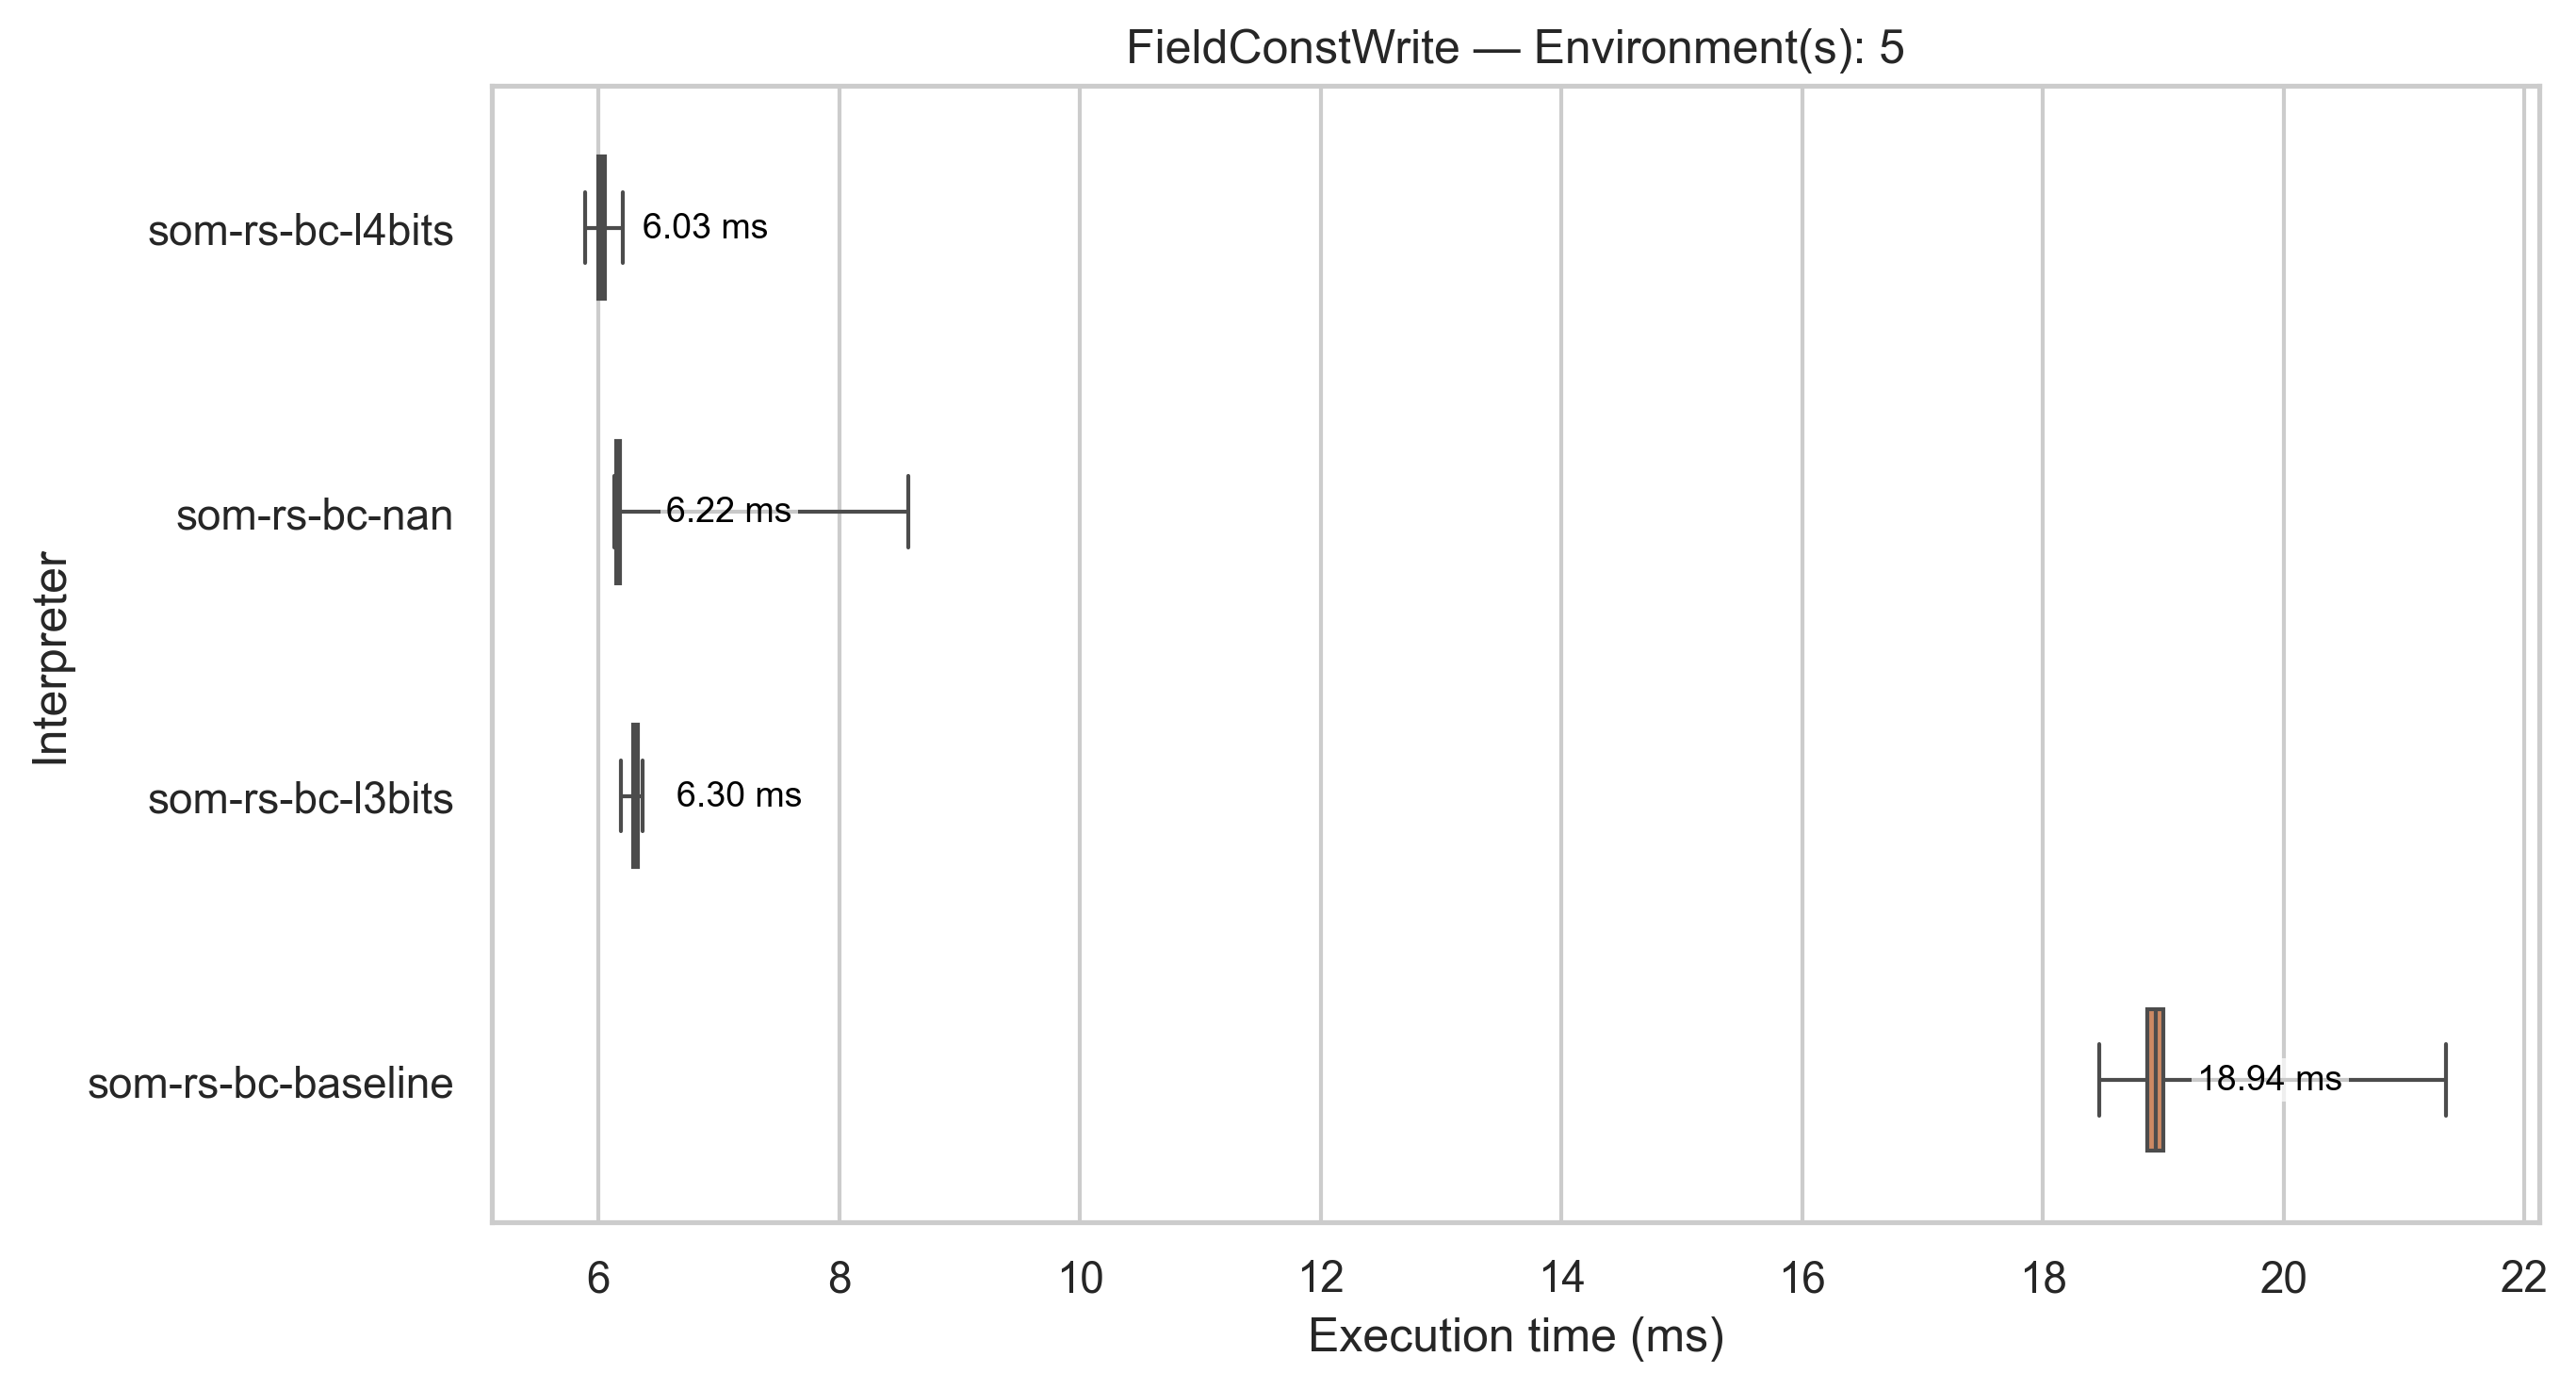 FieldConstWrite — Environment(s): 5
Interpreter
som-rs-bc-l4bits
6.03 ms
som-rs-bc-nan
6.22 ms
som-rs-bc-l3bits
6.30 ms
som-rs-bc-baseline
18.94 ms
6 8 10 12 14 16 18 20 22
Execution time (ms)